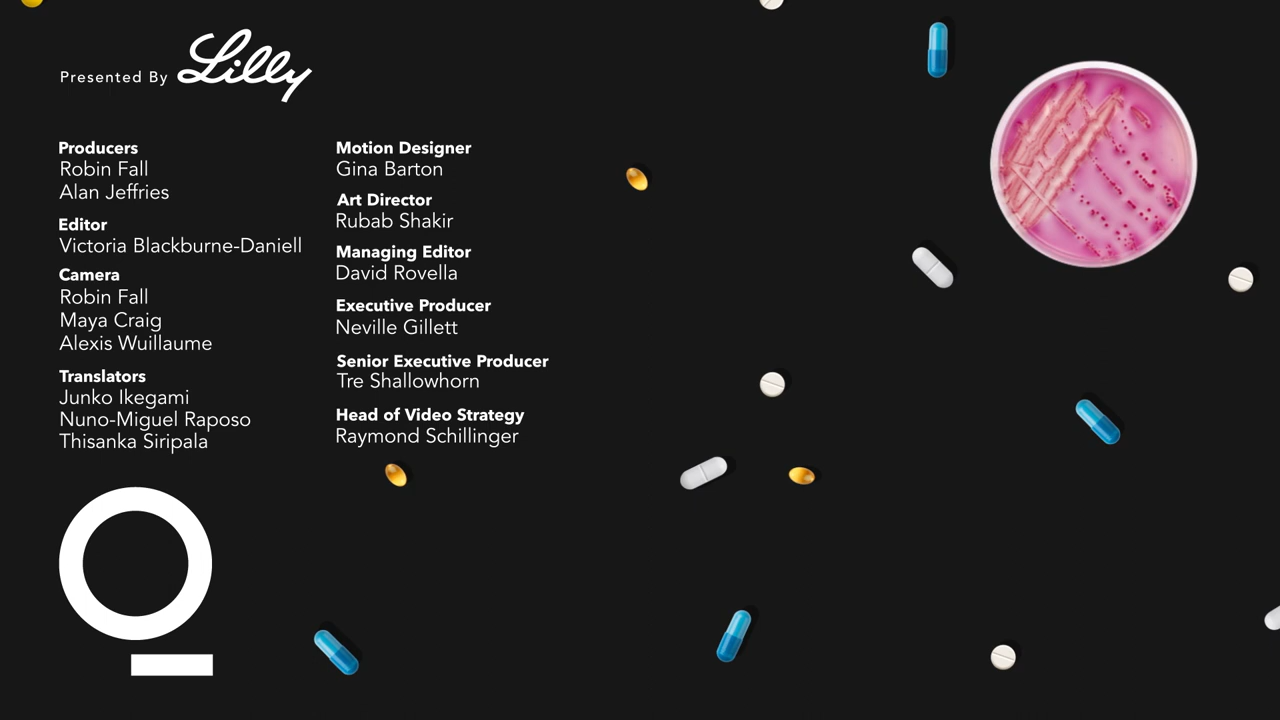 Presented By Lilly
Producers
Robin Fall
Alan Jeffries
Editor
Victoria Blackburne-Daniell
Camera
Robin Fall
Maya Craig
Alexis Wuillaume
Translators
Junko Ikegami
Nuno-Miguel Raposo
Thisanka Siripala
Motion Designer
Gina Barton
Art Director
Rubab Shakir
Managing Editor
David Rovella
Executive Producer
Neville Gillett
Senior Executive Producer
Tre Shallowhorn
Head of Video Strategy
Raymond Schillinger